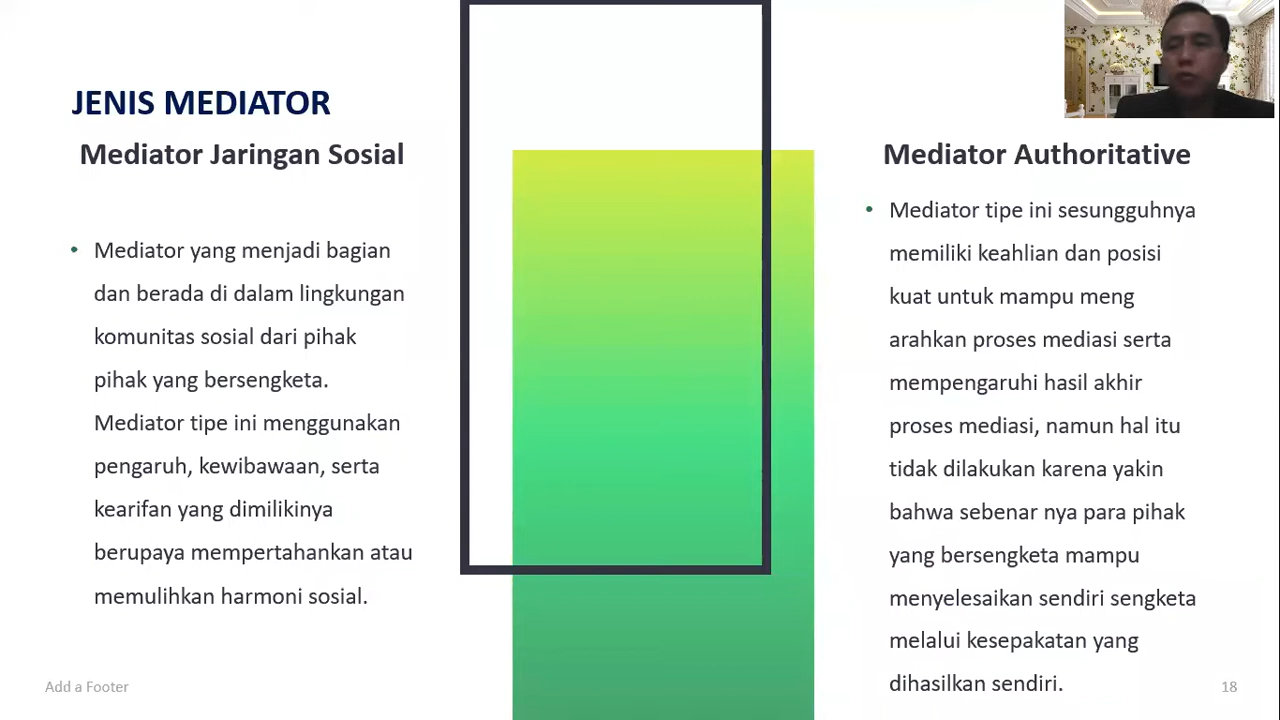 JENIS MEDIATOR
Mediator Jaringan Sosial
• Mediator yang menjadi bagian
dan berada di dalam lingkungan
komunitas sosial dari pihak
pihak yang bersengketa.
Mediator tipe ini menggunakan
pengaruh, kewibawaan, serta
kearifan yang dimilikinya
berupaya mempertahankan atau
memulihkan harmoni sosial.
Mediator Authoritative
• Mediator tipe ini sesungguhnya
memiliki keahlian dan posisi
kuat untuk mampu meng
arahkan proses mediasi serta
mempengaruhi hasil akhir
proses mediasi, namun hal itu
tidak dilakukan karena yakin
bahwa sebenar nya para pihak
yang bersengketa mampu
menyelesaikan sendiri sengketa
melalui kesepakatan yang
dihasilkan sendiri.
Add a Footer
18